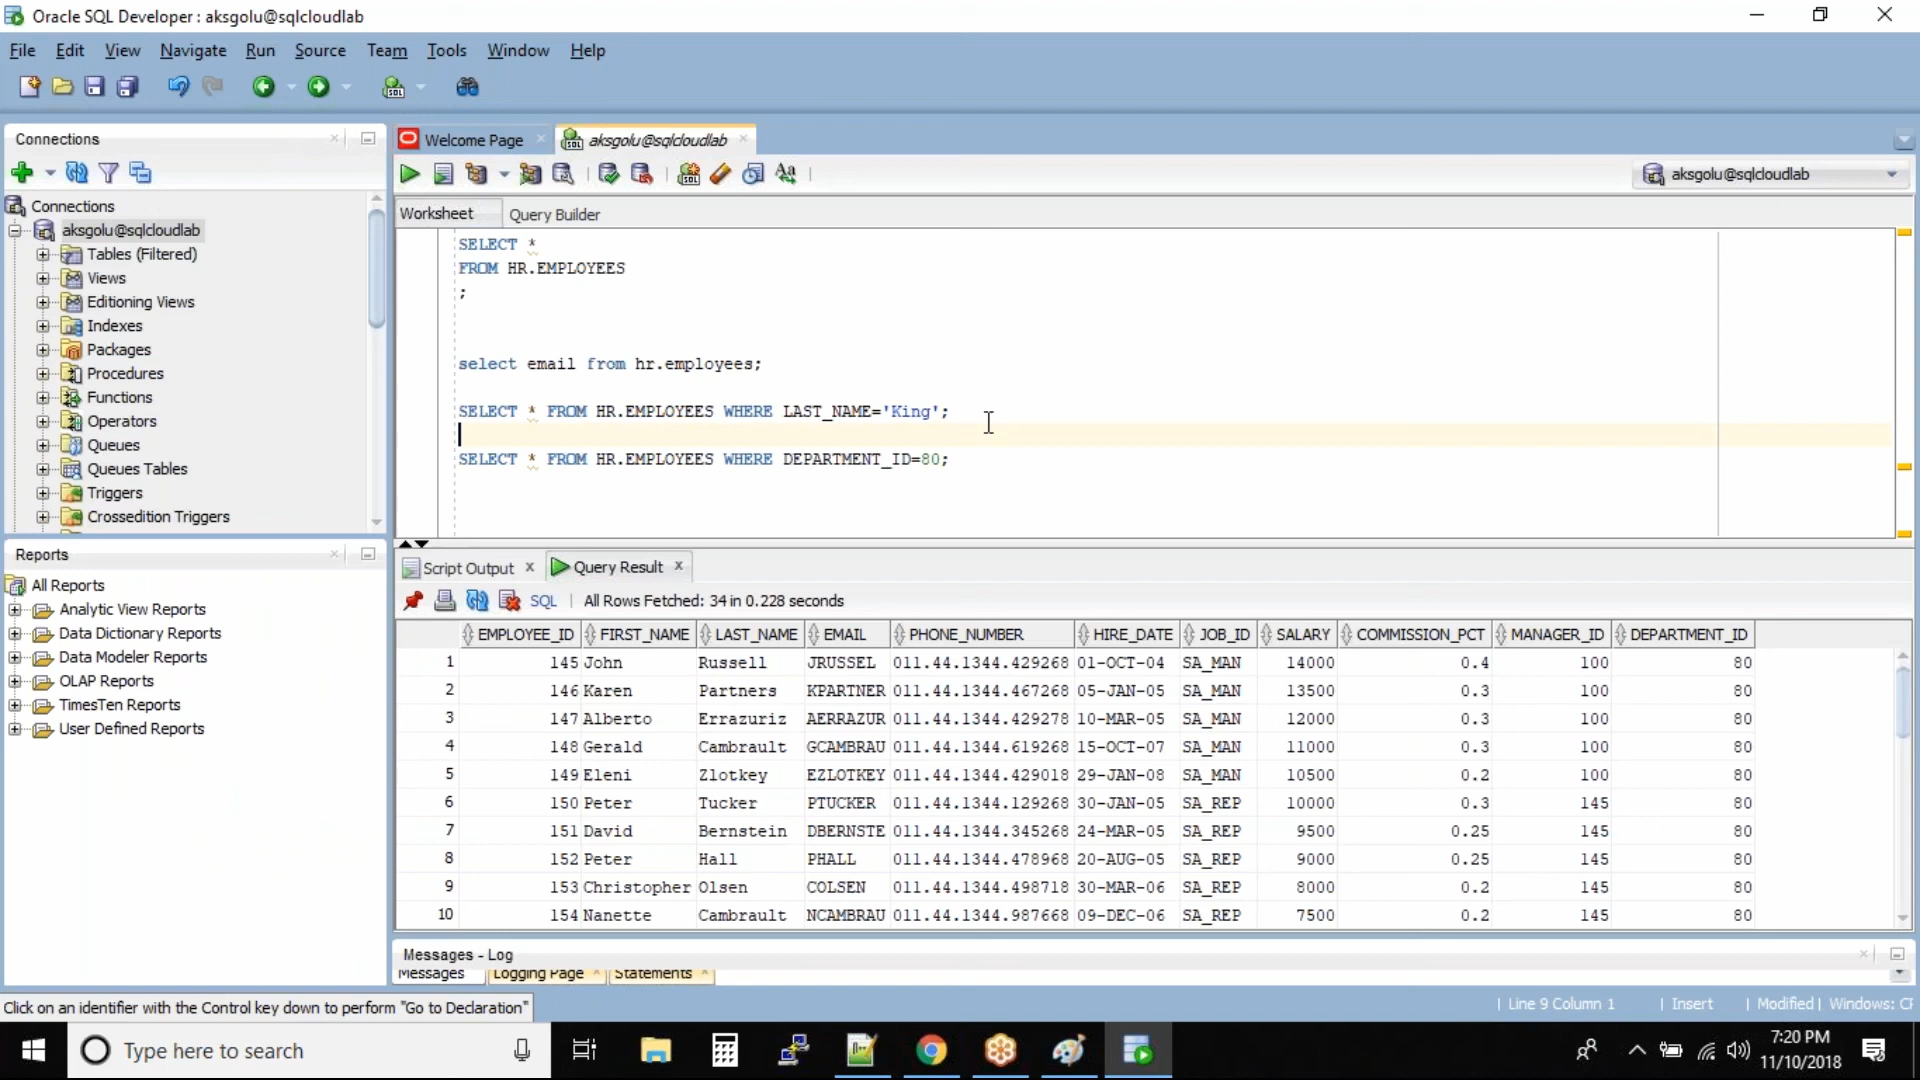 Oracle SQL Developer : aksgolu@sqlcloudlab
File Edit View Navigate Run Source Team Tools Window Help
Connections
Welcome Page
aksgolu@sqlcloudlab
aksgolu@sqlcloudlab
Connections
aksgolu@sqlcloudlab
Tables (Filtered)
Views
Editioning Views
Indexes
Packages
Procedures
Functions
Operators
Queues
Queues Tables
Triggers
Crossedition Triggers
Worksheet Query Builder
SELECT *
FROM HR.EMPLOYEES
;
select email from hr.employees;
SELECT * FROM HR.EMPLOYEES WHERE LAST_NAME='King';
SELECT * FROM HR.EMPLOYEES WHERE DEPARTMENT_ID=80;
Reports
All Reports
Analytic View Reports
Data Dictionary Reports
Data Modeler Reports
OLAP Reports
TimesTen Reports
User Defined Reports
Script Output Query Result
SQL All Rows Fetched: 34 in 0.228 seconds
EMPLOYEE_ID FIRST_NAME LAST_NAME EMAIL PHONE_NUMBER HIRE_DATE JOB_ID SALARY COMMISSION_PCT MANAGER_ID DEPARTMENT_ID
1 145 John Russell JRUSSEL 011.44.1344.429268 01-OCT-04 SA_MAN 14000 0.4 100 80
2 146 Karen Partners KPARTNER 011.44.1344.467268 05-JAN-05 SA_MAN 13500 0.3 100 80
3 147 Alberto Errazuriz AERRAZUR 011.44.1344.429278 10-MAR-05 SA_MAN 12000 0.3 100 80
4 148 Gerald Cambrault GCAMBRAU 011.44.1344.619268 15-OCT-07 SA_MAN 11000 0.3 100 80
5 149 Eleni Zlotkey EZLOTKEY 011.44.1344.429018 29-JAN-08 SA_MAN 10500 0.2 100 80
6 150 Peter Tucker PTUCKER 011.44.1344.129268 30-JAN-05 SA_REP 10000 0.3 145 80
7 151 David Bernstein DBERNSTE 011.44.1344.345268 24-MAR-05 SA_REP 9500 0.25 145 80
8 152 Peter Hall PHALL 011.44.1344.478968 20-AUG-05 SA_REP 9000 0.25 145 80
9 153 Christopher Olsen COLSEN 011.44.1344.498718 30-MAR-06 SA_REP 8000 0.2 145 80
10 154 Nanette Cambrault NCAMBRAU 011.44.1344.987668 09-DEC-06 SA_REP 7500 0.2 145 80
Messages - Log
Messages Logging Page Statements
Click on an identifier with the Control key down to perform "Go to Declaration"
Line 9 Column 1 Insert Modified Windows: CF
Type here to search
7:20 PM
11/10/2018